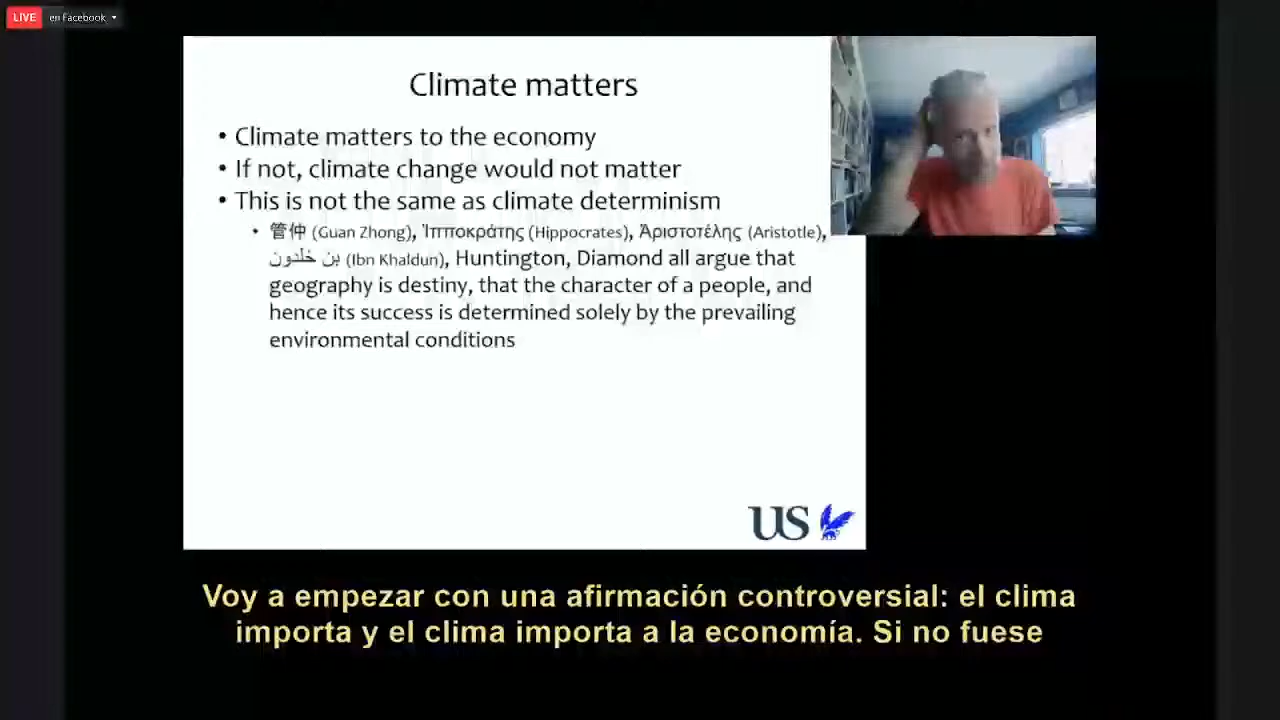 LIVE en Facebook
Climate matters
• Climate matters to the economy
• If not, climate change would not matter
• This is not the same as climate determinism
• 管仲 (Guan Zhong), Ἱπποκράτης (Hippocrates), Ἀριστοτέλης (Aristotle),
بن خلدون (Ibn Khaldun), Huntington, Diamond all argue that
geography is destiny, that the character of a people, and
hence its success is determined solely by the prevailing
environmental conditions
US
Voy a empezar con una afirmación controversial: el clima
importa y el clima importa a la economía. Si no fuese